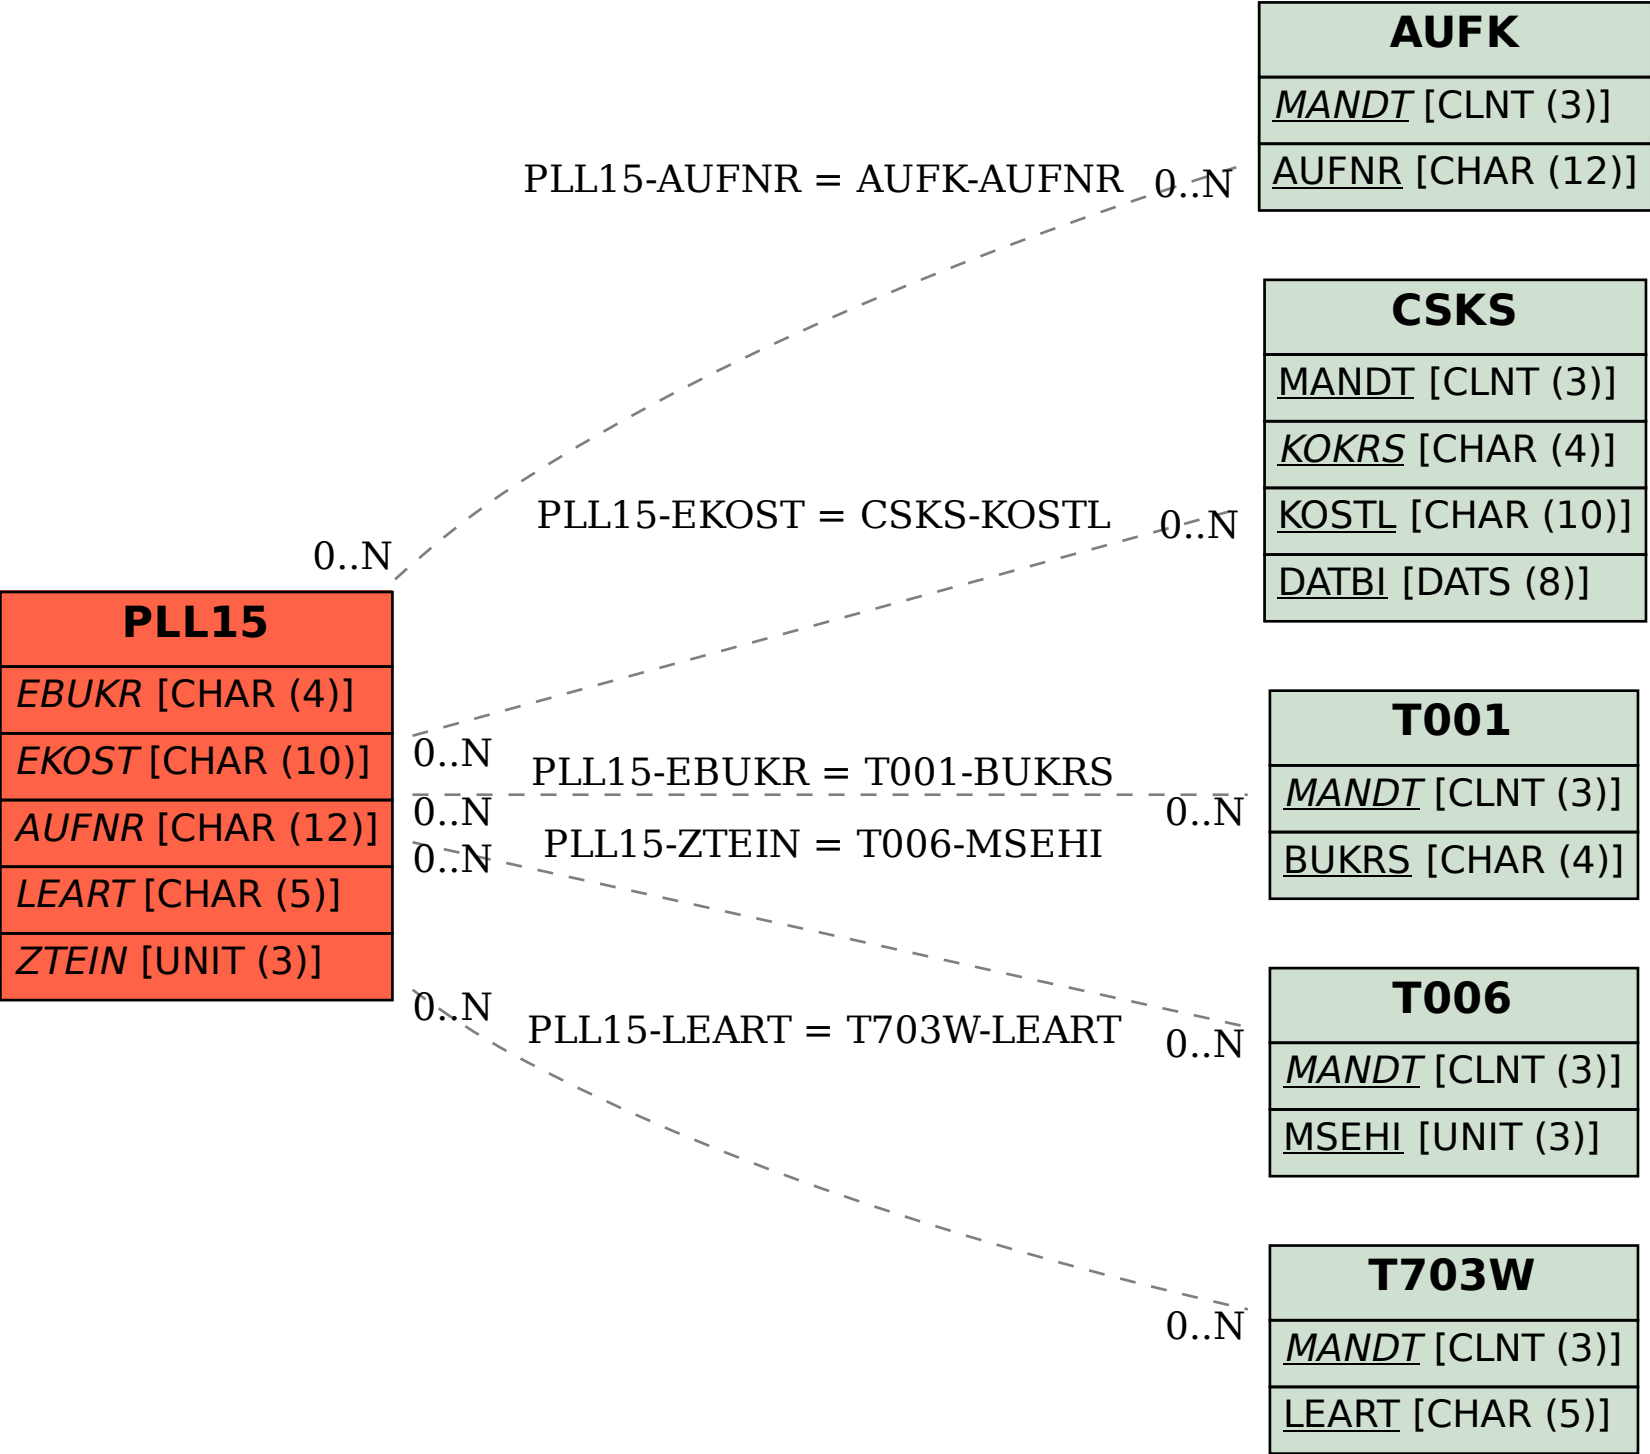 AUFK
MANDT [CLNT (3)]
AUFNR [CHAR (12)]
PLL15-AUFNR = AUFK-AUFNR
0..N
0..N
CSKS
MANDT [CLNT (3)]
KOKRS [CHAR (4)]
KOSTL [CHAR (10)]
DATBI [DATS (8)]
PLL15-EKOST = CSKS-KOSTL
0..N
0..N
PLL15
EBUKR [CHAR (4)]
EKOST [CHAR (10)]
AUFNR [CHAR (12)]
LEART [CHAR (5)]
ZTEIN [UNIT (3)]
PLL15-EBUKR = T001-BUKRS
0..N
0..N
T001
MANDT [CLNT (3)]
BUKRS [CHAR (4)]
PLL15-ZTEIN = T006-MSEHI
0..N
0..N
T006
MANDT [CLNT (3)]
MSEHI [UNIT (3)]
PLL15-LEART = T703W-LEART
0..N
0..N
T703W
MANDT [CLNT (3)]
LEART [CHAR (5)]